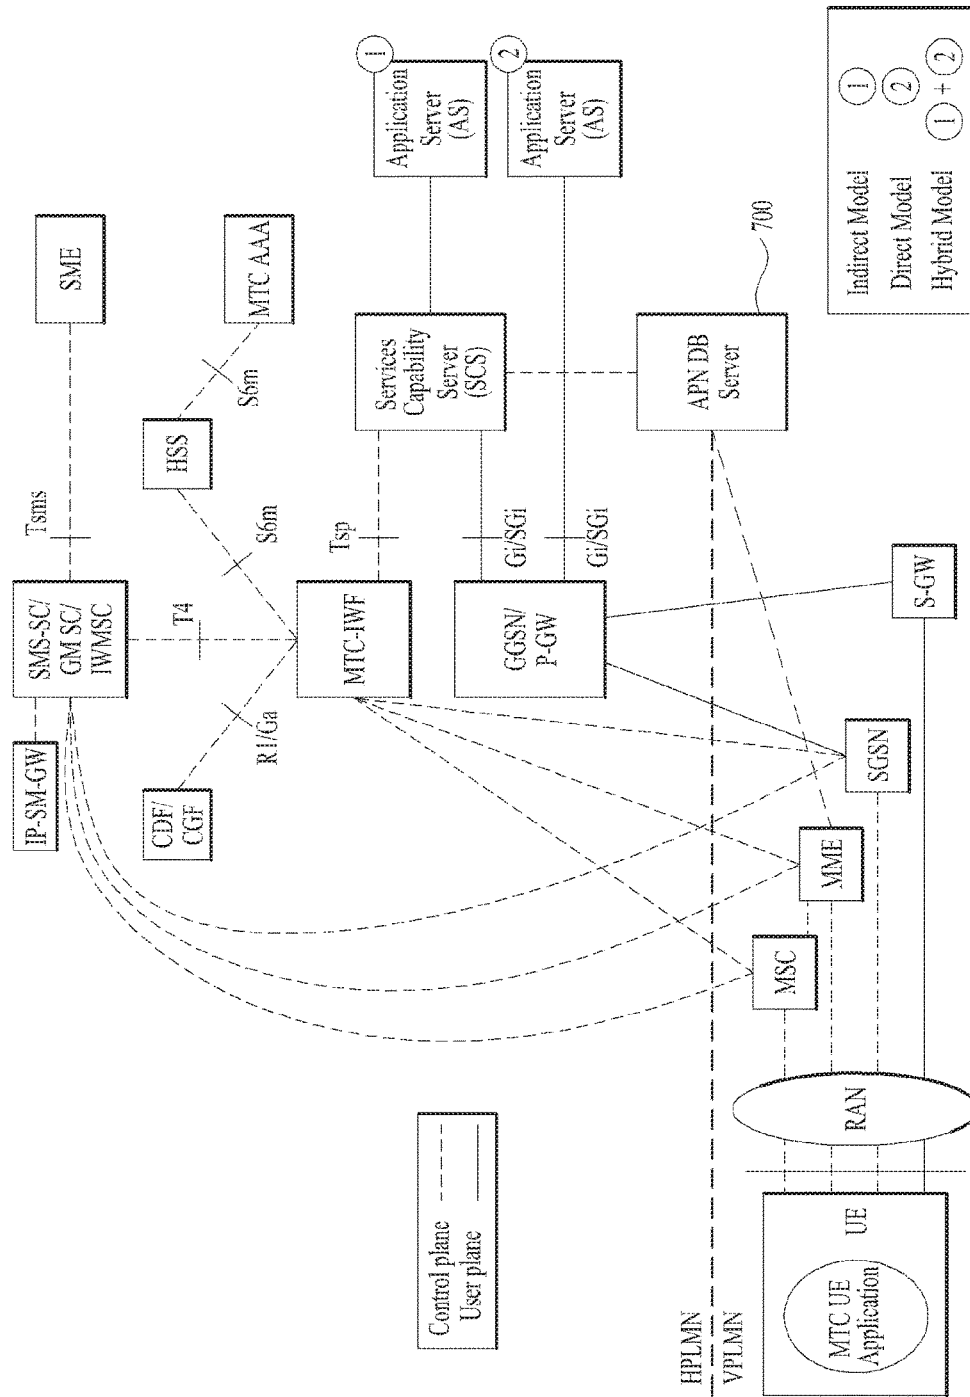 IP-SM-GW
SMS-SC/
GM SC/
IWMSC
Tsms
SME
CDF/
CGF
R1/Ga
T4
S6m
HSS
S6m
MTC AAA
MTC-IWF
Tsp
Services
Capability
Server
(SCS)
Application
Server
(AS)
1
GGSN/
P-GW
Gi/SGi
Gi/SGi
Application
Server
(AS)
2
Control plane
User plane
HPLMN
VPLMN
APN DB
Server
700
MTC UE
Application
UE
RAN
MSC
MME
SGSN
S-GW
Indirect Model 1
Direct Model 2
Hybrid Model 1 + 2